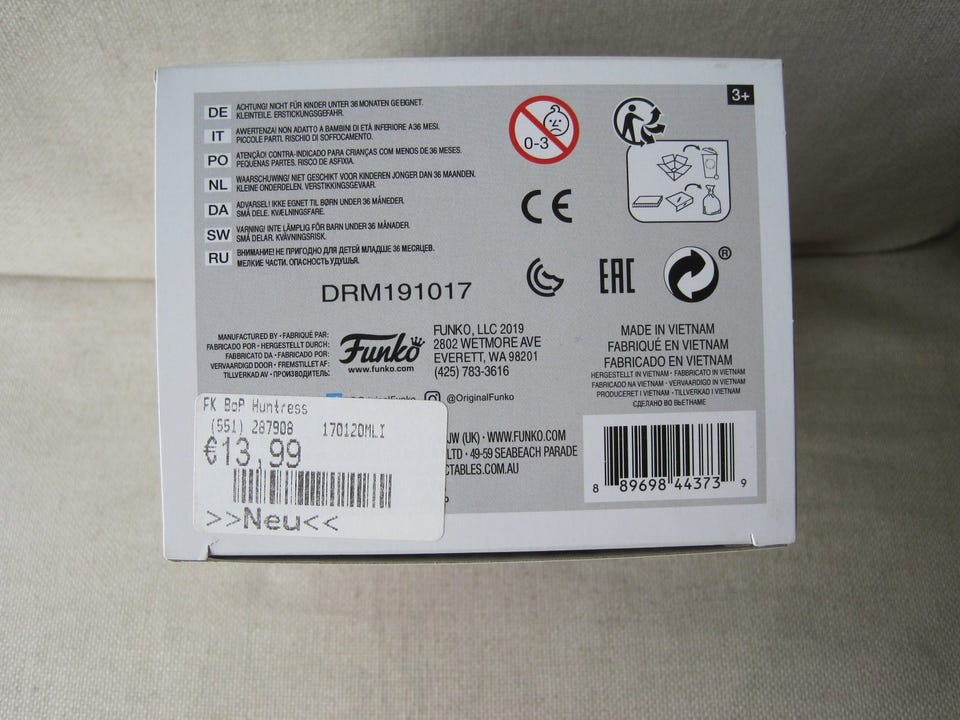 3+
DE ACHTUNG! NICHT FÜR KINDER UNTER 36 MONATEN GEEIGNET.
KLEINTEILE. ERSTICKUNGSGEFAHR.
IT AVVERTENZA! NON ADATTO A BAMBINI DI ETÀ INFERIORE A 36 MESI.
PICCOLE PARTI. RISCHIO DI SOFFOCAMENTO.
PO ATENÇÃO! CONTRA-INDICADO PARA CRIANÇAS COM MENOS DE 36 MESES.
PEQUENAS PARTES. RISCO DE ASFIXIA.
NL WAARSCHUWING! NIET GESCHIKT VOOR KINDEREN JONGER DAN 36 MAANDEN.
KLEINE ONDERDELEN. VERSTIKKINGSGEVAAR.
DA ADVARSEL! IKKE EGNET TIL BØRN UNDER 36 MÅNEDER.
SMÅ DELE. KVÆLNINGSFARE.
SW VARNING! INTE LÄMPLIG FÖR BARN UNDER 36 MÅNADER.
SMÅ DELAR. KVÄVNINGSRISK.
RU ВНИМАНИЕ! НЕ ПРИГОДНО ДЛЯ ДЕТЕЙ МЛАДШЕ 36 МЕСЯЦЕВ.
МЕЛКИЕ ЧАСТИ. ОПАСНОСТЬ УДУШЬЯ.
0-3
CE
EAC
®
DRM191017
MANUFACTURED BY • FABRIQUÉ PAR:
FABRICADO POR • HERGESTELLT DURCH:
FABBRICATO DA • FABRICADO POR:
VERVAARDIGD DOOR • FREMSTILLET AF:
TILLVERKAD AV • ПРОИЗВОДИТЕЛЬ:
Funko
www.funko.com
FUNKO, LLC 2019
2802 WETMORE AVE
EVERETT, WA 98201
(425) 783-3616
@OriginalFunko
@OriginalFunko
MADE IN VIETNAM
FABRIQUÉ EN VIETNAM
FABRICADO EN VIETNAM
HERGESTELLT IN VIETNAM • FABBRICATO IN VIETNAM
FABRICADO NA VIETNAM • VERVAARDIGD IN VIETNAM
PRODUCERET I VIETNAM • TILLVERKAD I VIETNAM
СДЕЛАНО ВО ВЬЕТНАМЕ
JW (UK) • WWW.FUNKO.COM
LTD • 49-59 SEABEACH PARADE
CTABLES.COM.AU
8 89698 44373 9
FK BoP Huntress
(551) 287908 170120MLI
€13,99
>>Neu<<